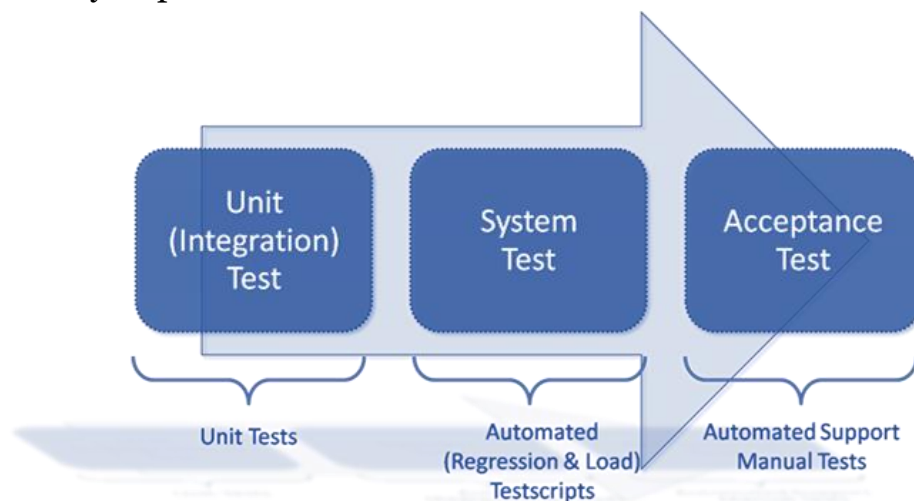 Unit
(Integration)
Test
System
Test
Acceptance
Test
Unit Tests
Automated
(Regression & Load)
Testscripts
Automated Support
Manual Tests